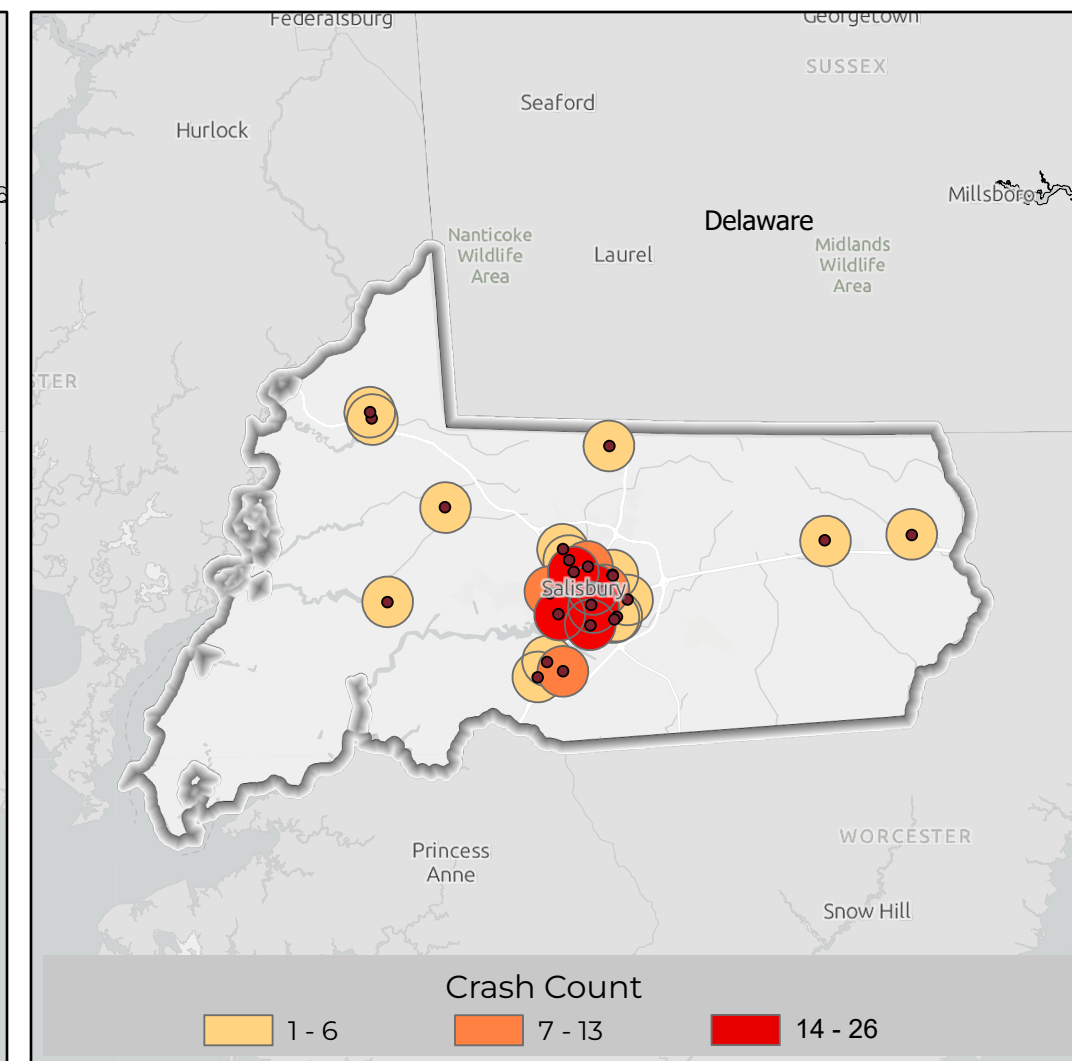 Federalsburg
Georgetown
SUSSEX
Seaford
Hurlock
Millsboro
Delaware
Nanticoke
Wildlife
Area
Laurel
Midlands
Wildlife
Area
STER
Salisbury
WORCESTER
Princess
Anne
Snow Hill
Crash Count
1 - 6
7 - 13
14 - 26